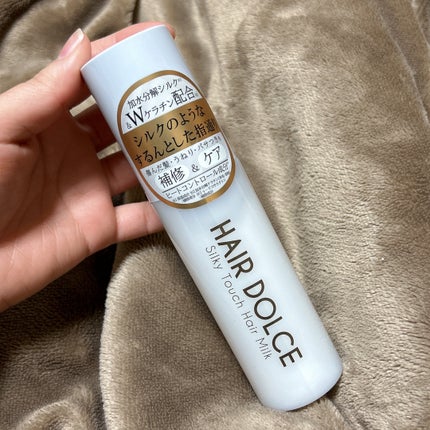 加水分解シルク
&Wケラチン配合
シルクのような
するんとした指通り
傷んだ髪・うねり・パサつきを
補修 & ケア
ヒートコントロール成分
HAIR DOLCE
Silky Touch Hair Milk